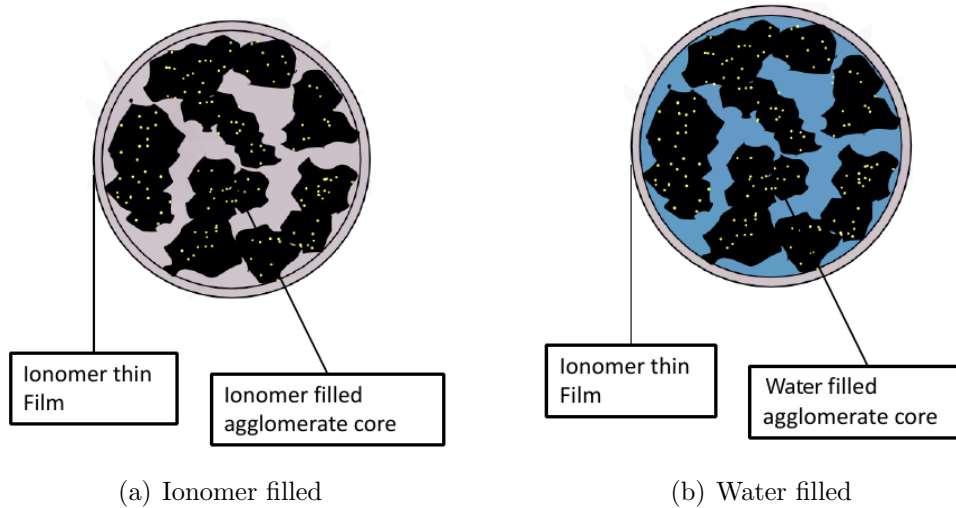 Ionomer thin
Film
Ionomer filled
agglomerate core
Ionomer thin
Film
Water filled
agglomerate core
(a) Ionomer filled
(b) Water filled